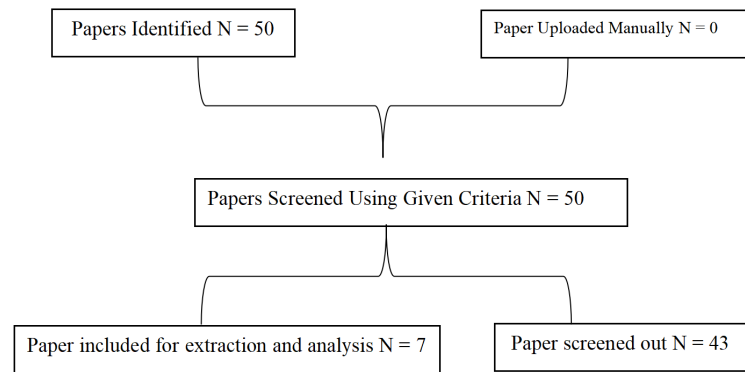 Papers Identified N = 50
Paper Uploaded Manually N = 0
Papers Screened Using Given Criteria N = 50
Paper included for extraction and analysis N = 7
Paper screened out N = 43